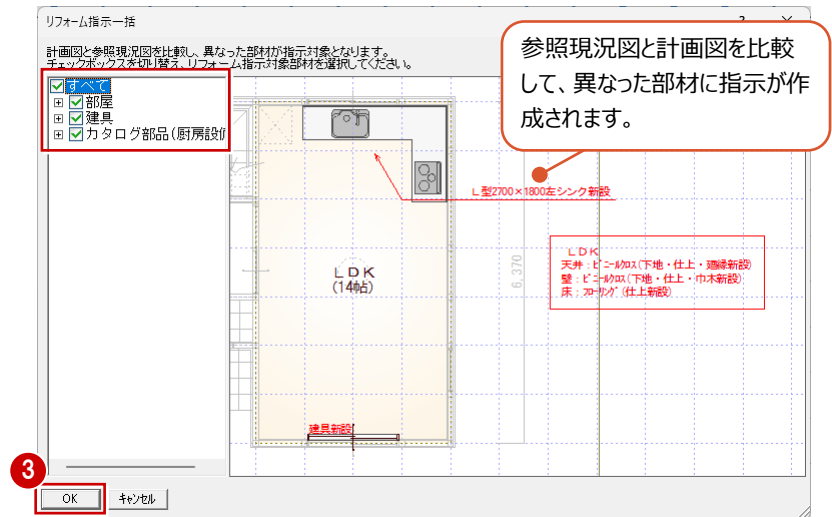 リフォーム指示一括
計画図と参照現況図を比較し、異なった部材が指示対象となります。
チェックボックスを切り替え、リフォーム指示対象部材を選択してください。
すべて
部屋
建具
カタログ部品(厨房設備
参照現況図と計画図を比較
して、異なった部材に指示が作
成されます。
L型2700×1800左シンク新設
LDK
天井:ビニールクロス(下地・仕上・廻縁新設)
壁:ビニールクロス(下地・仕上・巾木新設)
床:フローリング(仕上新設)
6,370
LDK
(14帖)
建具新設
3
OK
キャンセル